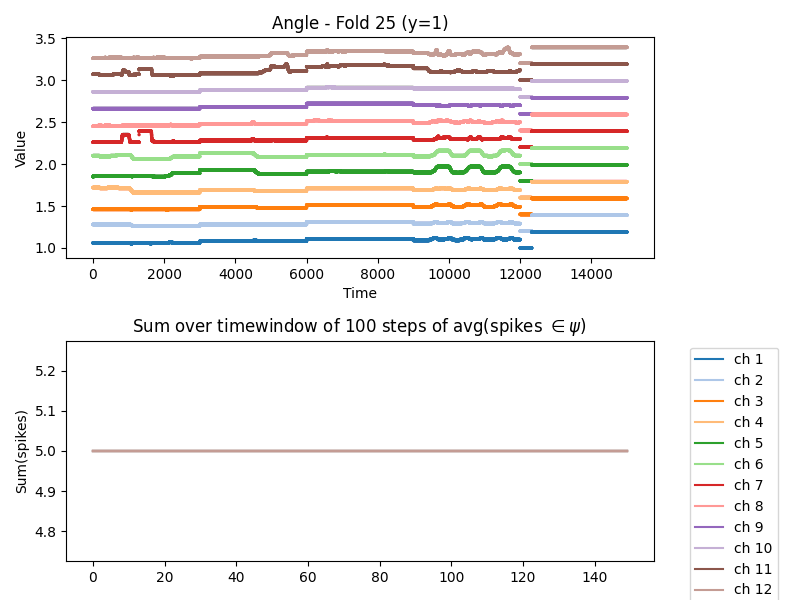 Angle - Fold 25 (y=1)
3.5
3.0
2.5
2.0
1.5
1.0
Value
0 2000 4000 6000 8000 10000 12000 14000
Time
Sum over timewindow of 100 steps of avg(spikes ∈ ψ)
5.2
5.1
5.0
4.9
4.8
Sum(spikes)
0 20 40 60 80 100 120 140
ch 1
ch 2
ch 3
ch 4
ch 5
ch 6
ch 7
ch 8
ch 9
ch 10
ch 11
ch 12